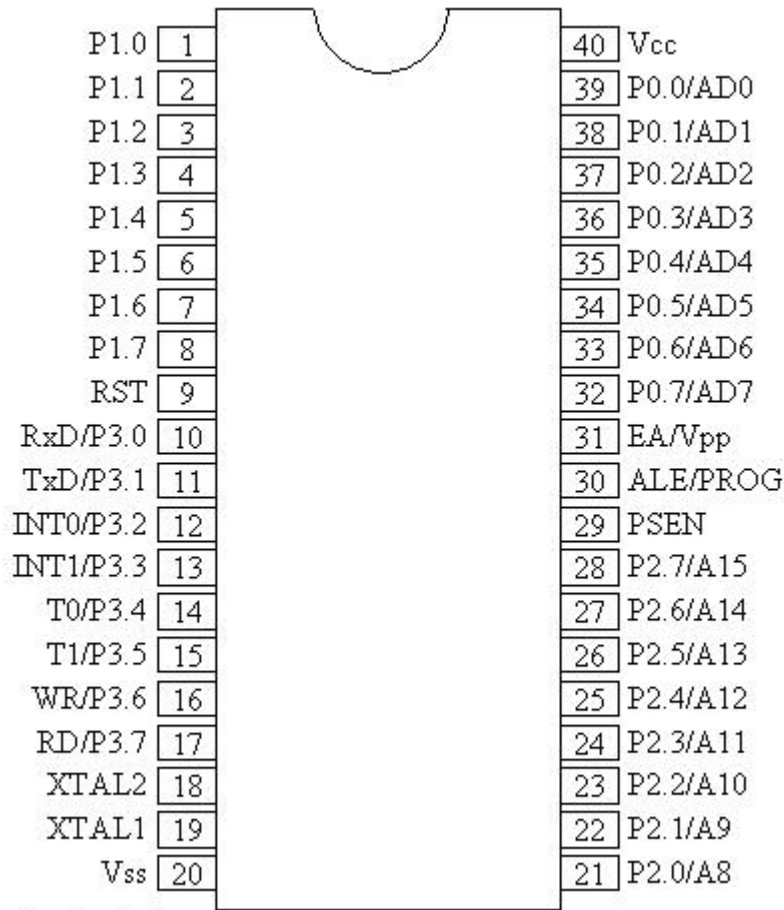 P1.0 1 40 Vcc
P1.1 2 39 P0.0/AD0
P1.2 3 38 P0.1/AD1
P1.3 4 37 P0.2/AD2
P1.4 5 36 P0.3/AD3
P1.5 6 35 P0.4/AD4
P1.6 7 34 P0.5/AD5
P1.7 8 33 P0.6/AD6
RST 9 32 P0.7/AD7
RxD/P3.0 10 31 EA/Vpp
TxD/P3.1 11 30 ALE/PROG
INT0/P3.2 12 29 PSEN
INT1/P3.3 13 28 P2.7/A15
T0/P3.4 14 27 P2.6/A14
T1/P3.5 15 26 P2.5/A13
WR/P3.6 16 25 P2.4/A12
RD/P3.7 17 24 P2.3/A11
XTAL2 18 23 P2.2/A10
XTAL1 19 22 P2.1/A9
Vss 20 21 P2.0/A8